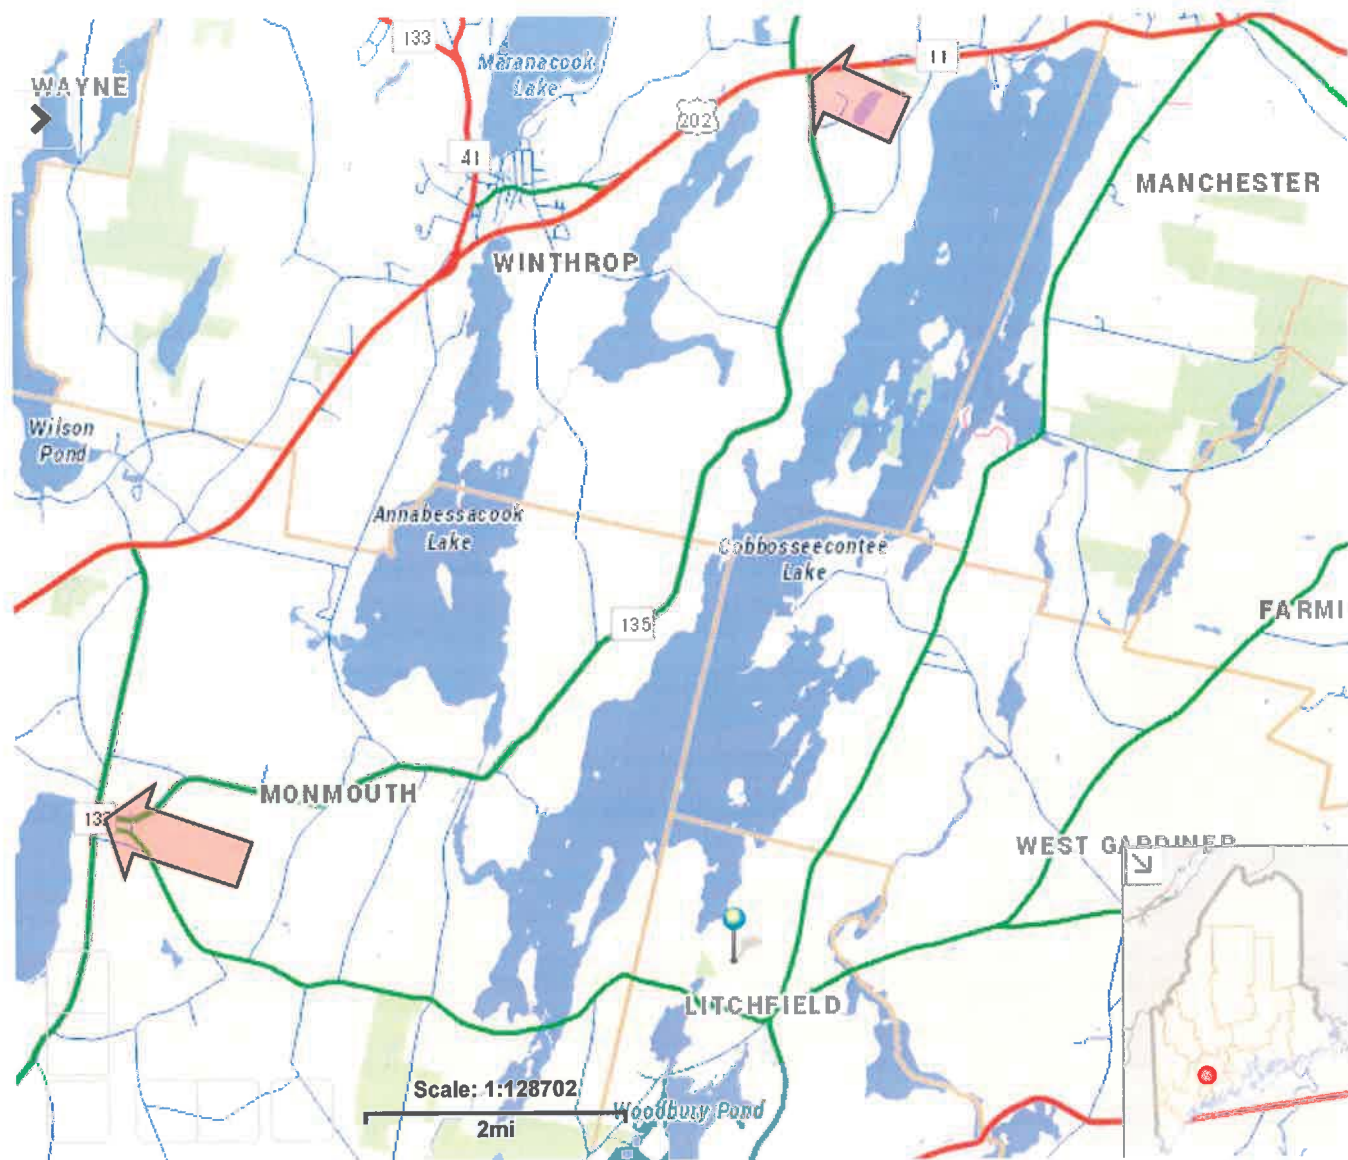 133
11
Maranacook
Lake
WAYNE
202
41
MANCHESTER
WINTHROP
Wilson
Pond
Annabessacook
Lake
Cobbosseecontee
Lake
FARMI
135
MONMOUTH
WEST GARDINER
LITCHFIELD
Scale: 1:128702
Woodbury Pond
2mi